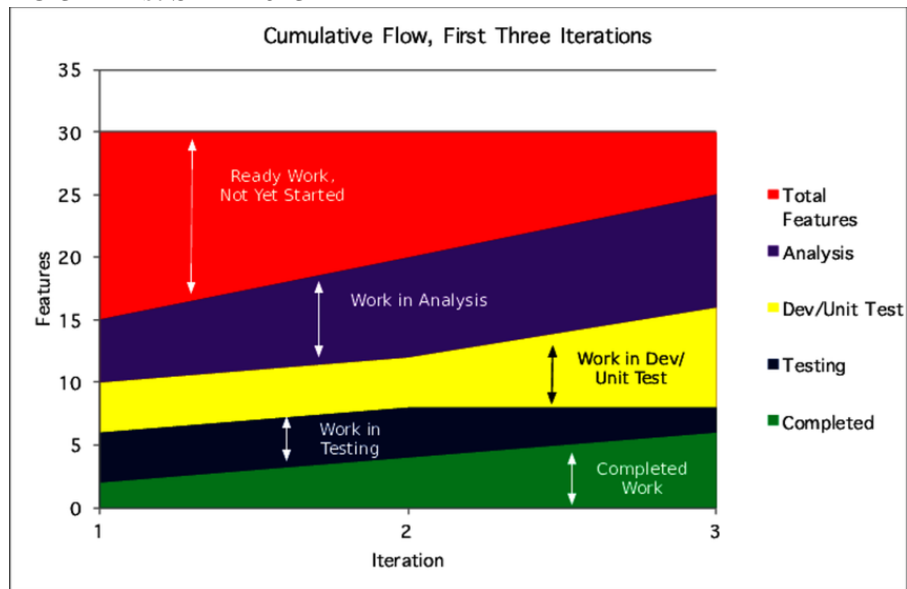 Cumulative Flow, First Three Iterations
35
30
25
20
15
10
5
0
Features
1
2
3
Iteration
Ready Work,
Not Yet Started
Work in Analysis
Work in Dev/
Unit Test
Work in
Testing
Completed
Work
Total
Features
Analysis
Dev/Unit Test
Testing
Completed